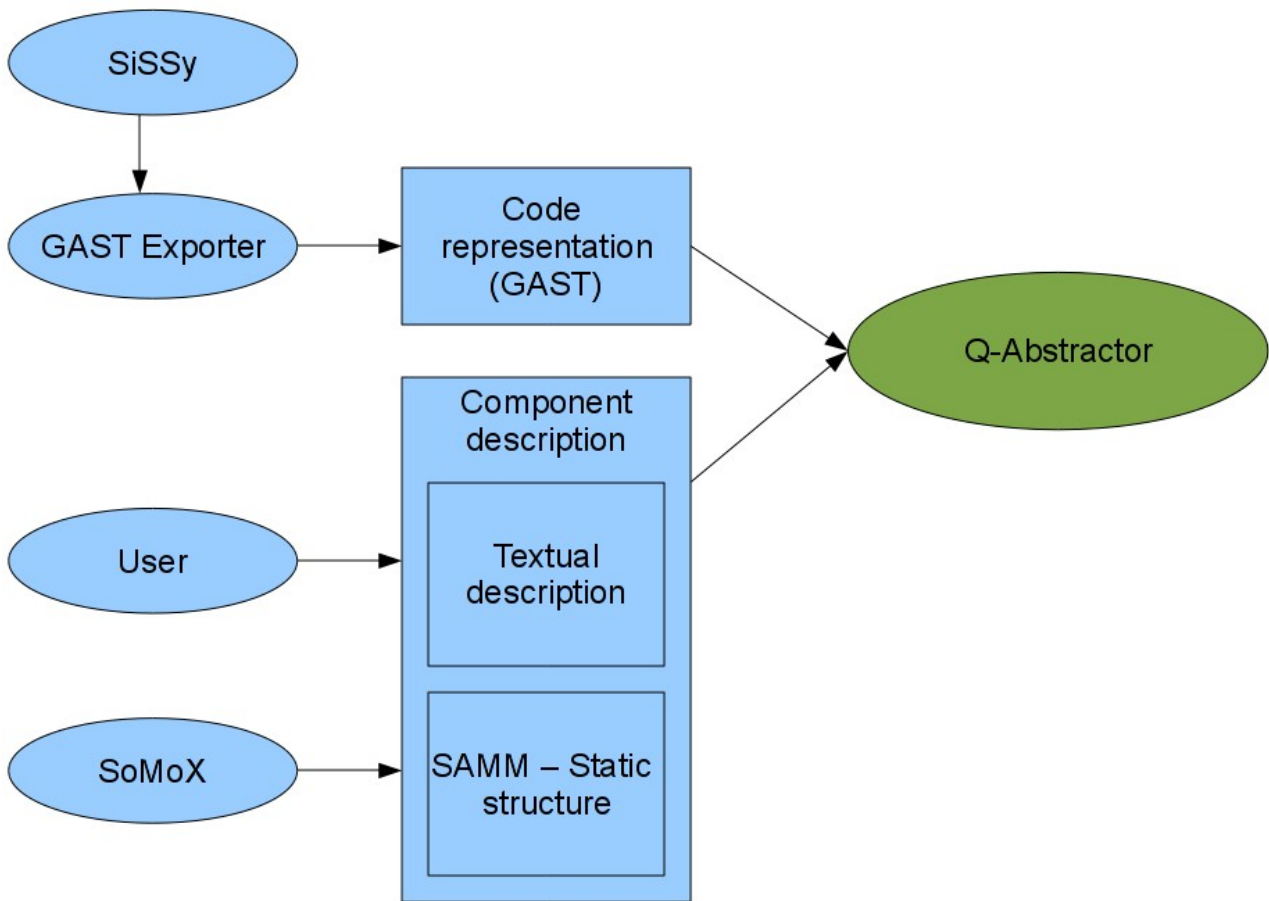 SiSSy
GAST Exporter
Code
representation
(GAST)
Q-Abstractor
Component
description
User
Textual
description
SoMoX
SAMM – Static
structure